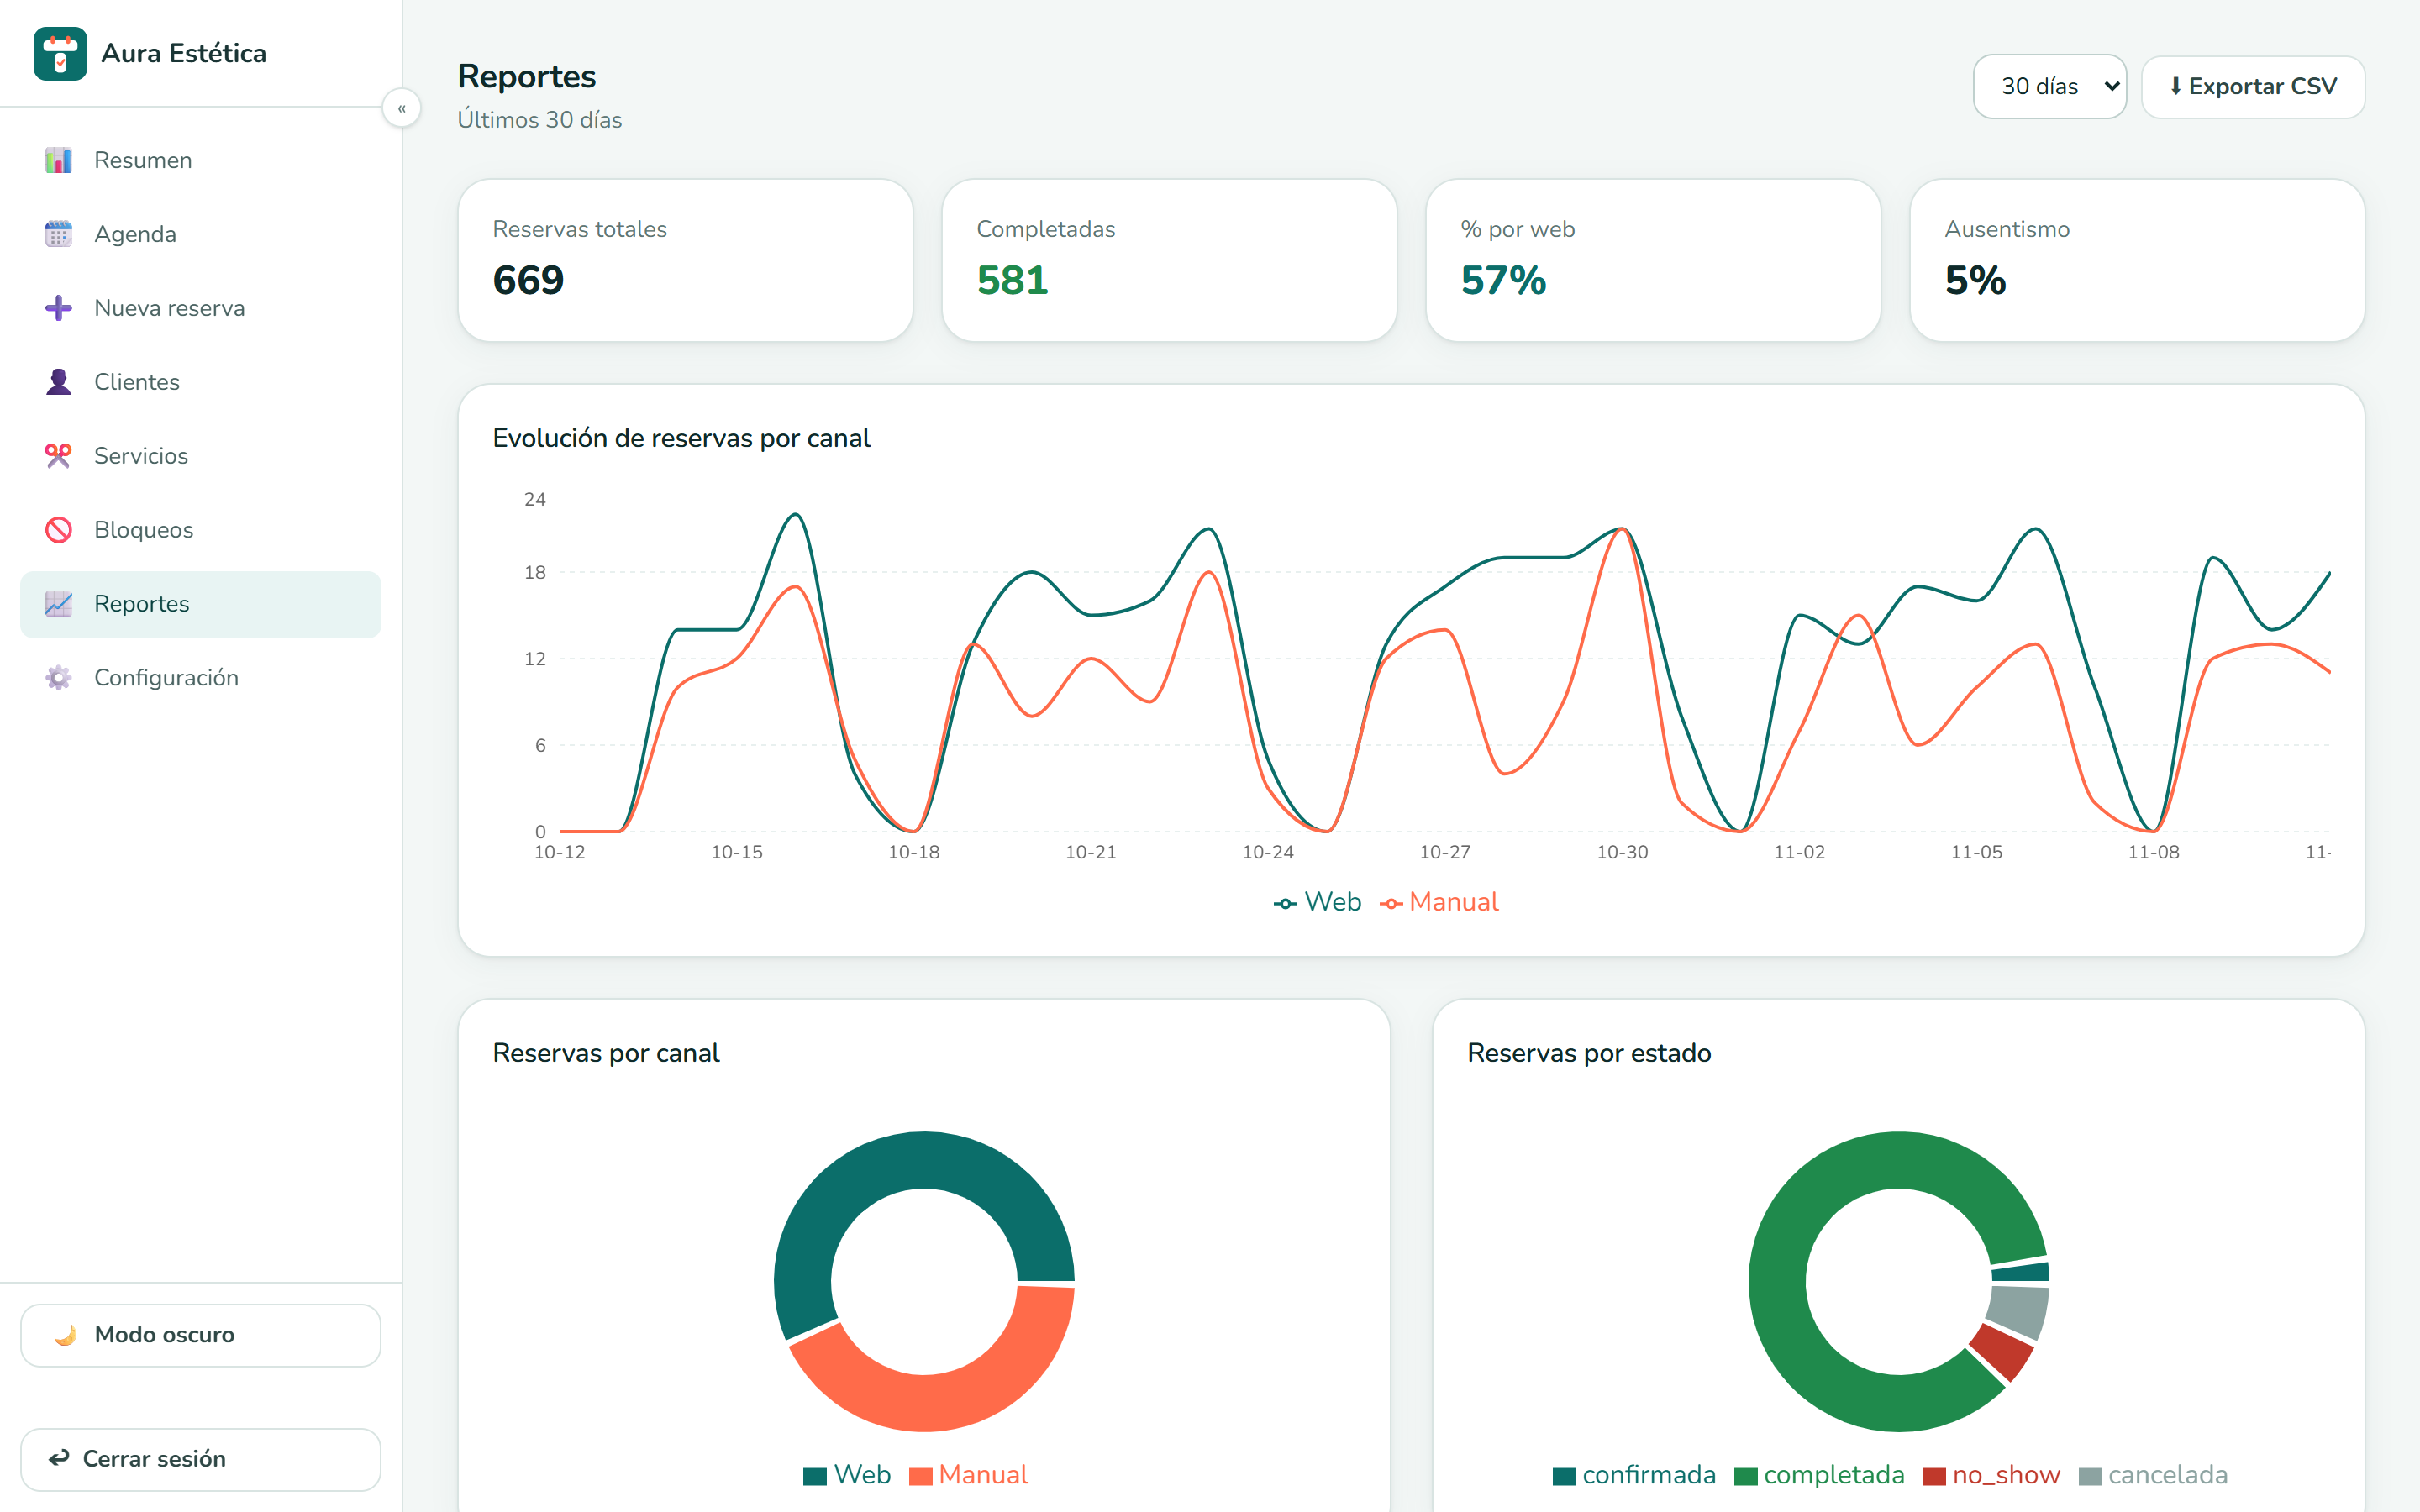 Aura Estética
«
Resumen
Agenda
Nueva reserva
Clientes
Servicios
Bloqueos
Reportes
Configuración
Modo oscuro
Cerrar sesión
Reportes
Últimos 30 días
30 días
⬇ Exportar CSV
Reservas totales
669
Completadas
581
% por web
57%
Ausentismo
5%
Evolución de reservas por canal
24
18
12
6
0
10-12 10-15 10-18 10-21 10-24 10-27 10-30 11-02 11-05 11-08 11-
Web Manual
Reservas por canal
Web Manual
Reservas por estado
confirmada completada no_show cancelada